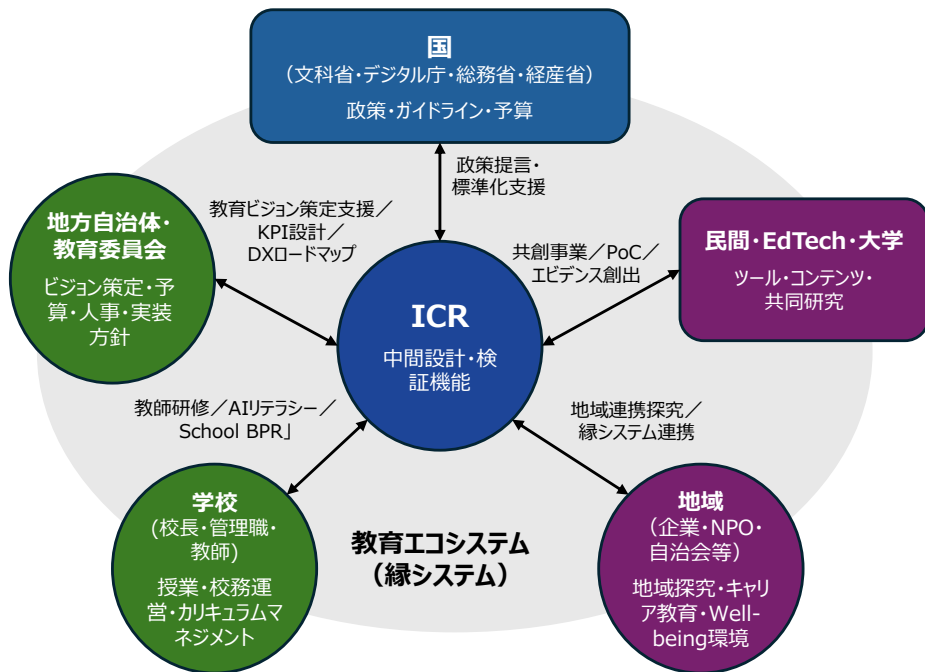 国
（文科省・デジタル庁・総務省・経産省）
政策・ガイドライン・予算
政策提言・
標準化支援
地方自治体・
教育委員会
ビジョン策定・予
算・人事・実装
方針
教育ビジョン策定支援／
KPI設計／
DXロードマップ
共創事業／PoC／
エビデンス創出
民間・EdTech・大学
ツール・コンテンツ・
共同研究
ICR
中間設計・検
証機能
教師研修／AIリテラシー／
School BPR」
地域連携探究／
縁システム連携
学校
(校長・管理職・
教師)
授業・校務運
営・カリキュラムマ
ネジメント
教育エコシステム
（縁システム）
地域
（企業・NPO・
自治会等）
地域探究・キャリ
ア教育・Well-
being環境